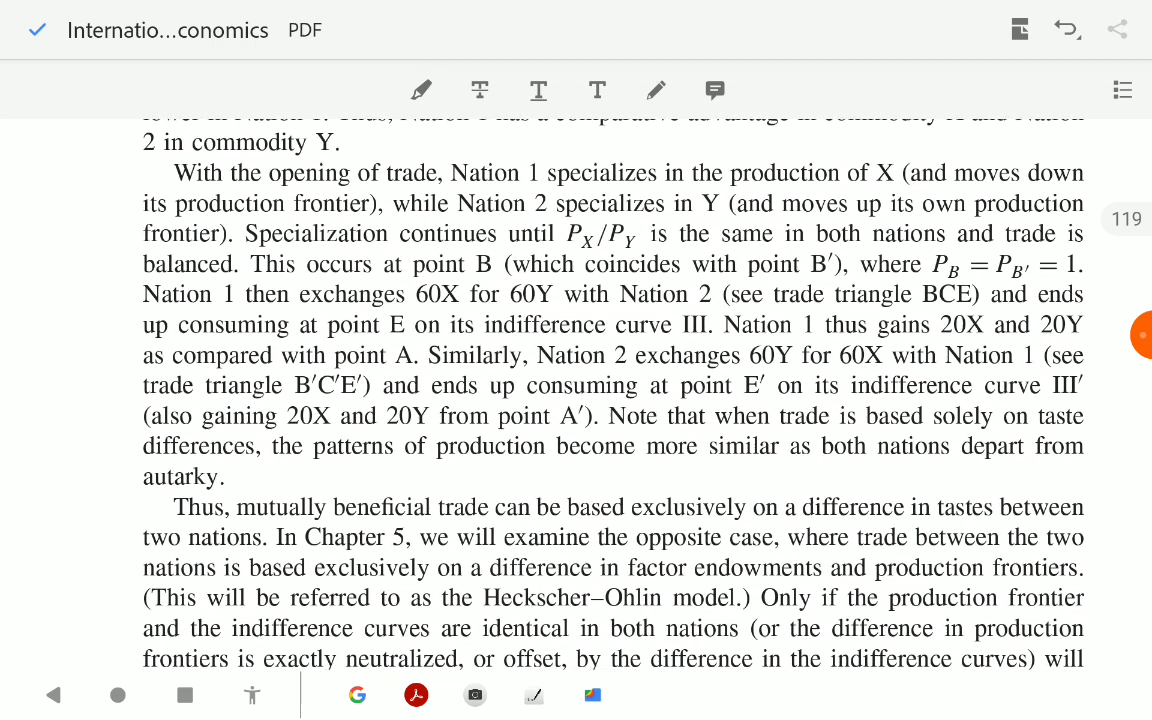 Internatio...conomics PDF
2 in commodity Y.
With the opening of trade, Nation 1 specializes in the production of X (and moves down
its production frontier), while Nation 2 specializes in Y (and moves up its own production
frontier). Specialization continues until P_X/P_Y is the same in both nations and trade is
119
balanced. This occurs at point B (which coincides with point B′), where P_B = P_B′ = 1.
Nation 1 then exchanges 60X for 60Y with Nation 2 (see trade triangle BCE) and ends
up consuming at point E on its indifference curve III. Nation 1 thus gains 20X and 20Y
as compared with point A. Similarly, Nation 2 exchanges 60Y for 60X with Nation 1 (see
trade triangle B′C′E′) and ends up consuming at point E′ on its indifference curve III′
(also gaining 20X and 20Y from point A′). Note that when trade is based solely on taste
differences, the patterns of production become more similar as both nations depart from
autarky.
Thus, mutually beneficial trade can be based exclusively on a difference in tastes between
two nations. In Chapter 5, we will examine the opposite case, where trade between the two
nations is based exclusively on a difference in factor endowments and production frontiers.
(This will be referred to as the Heckscher–Ohlin model.) Only if the production frontier
and the indifference curves are identical in both nations (or the difference in production
frontiers is exactly neutralized, or offset, by the difference in the indifference curves) will